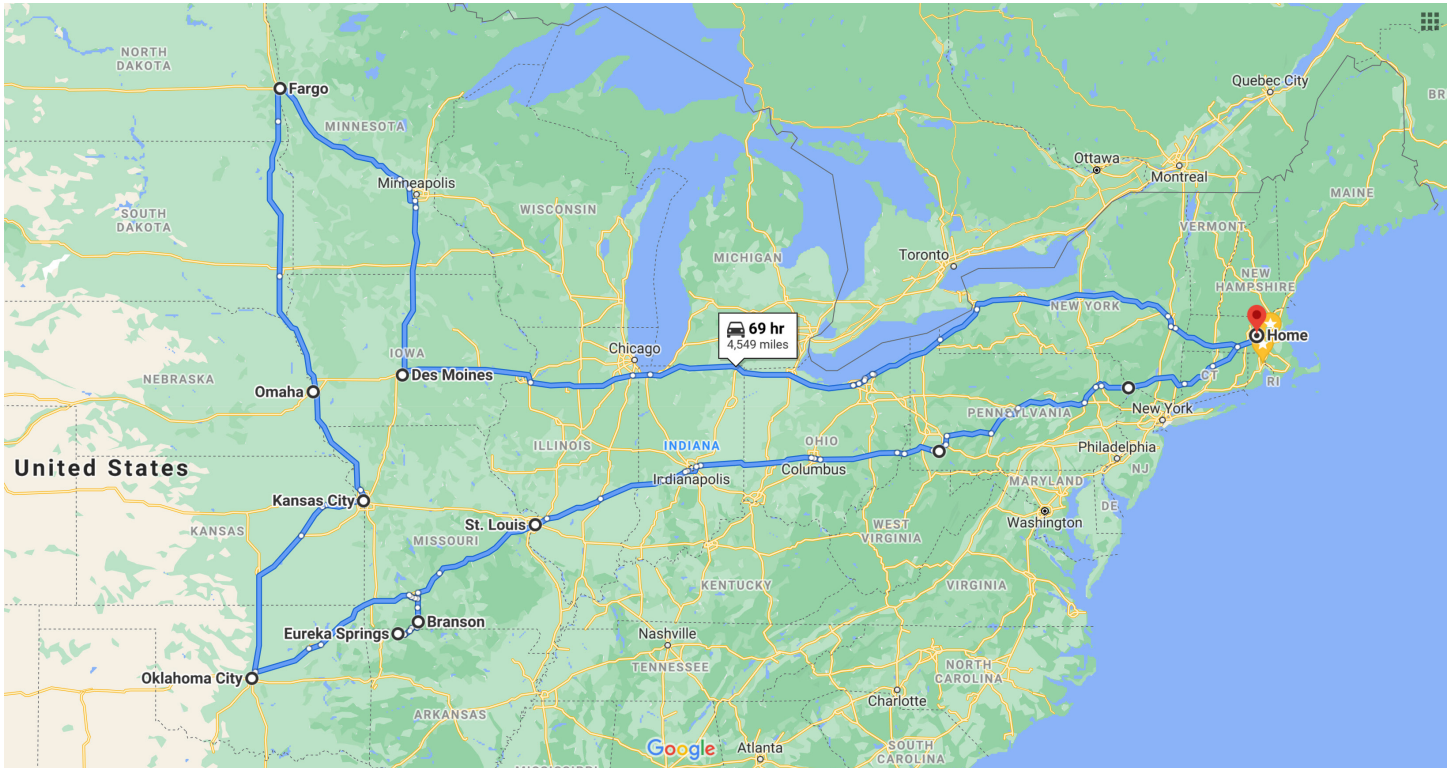 NORTH
DAKOTA
Fargo
MINNESOTA
Minneapolis
SOUTH
DAKOTA
WISCONSIN
MICHIGAN
Toronto
Ottawa
Montreal
Quebec City
BR
MAINE
VERMONT
NEW
HAMPSHIRE
NEW YORK
69 hr
4,549 miles
Home
Chicago
IOWA
Des Moines
NEBRASKA
Omaha
CT
RI
PENNSYLVANIA
New York
ILLINOIS
INDIANA
OHIO
Philadelphia
United States
Indianapolis
Columbus
MARYLAND
NJ
Kansas City
DE
KANSAS
St. Louis
MISSOURI
WEST
VIRGINIA
Washington
KENTUCKY
VIRGINIA
Branson
Eureka Springs
Nashville
TENNESSEE
Oklahoma City
NORTH
CAROLINA
Charlotte
ARKANSAS
Google
Atlanta
SOUTH
CAROLINA